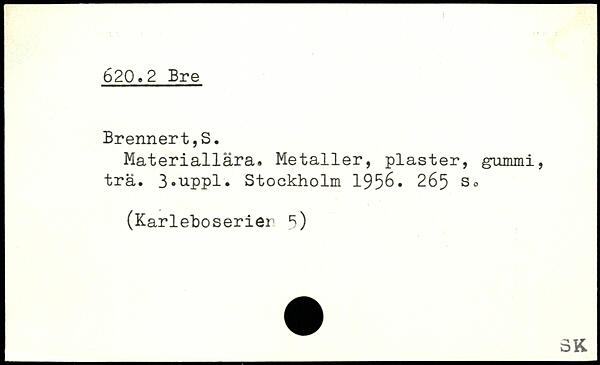 620.2 Bre
Brennert,S.
Materiallära. Metaller, plaster, gummi,
trä. 3.uppl. Stockholm 1956. 265 s.
(Karleboserien 5)
SK